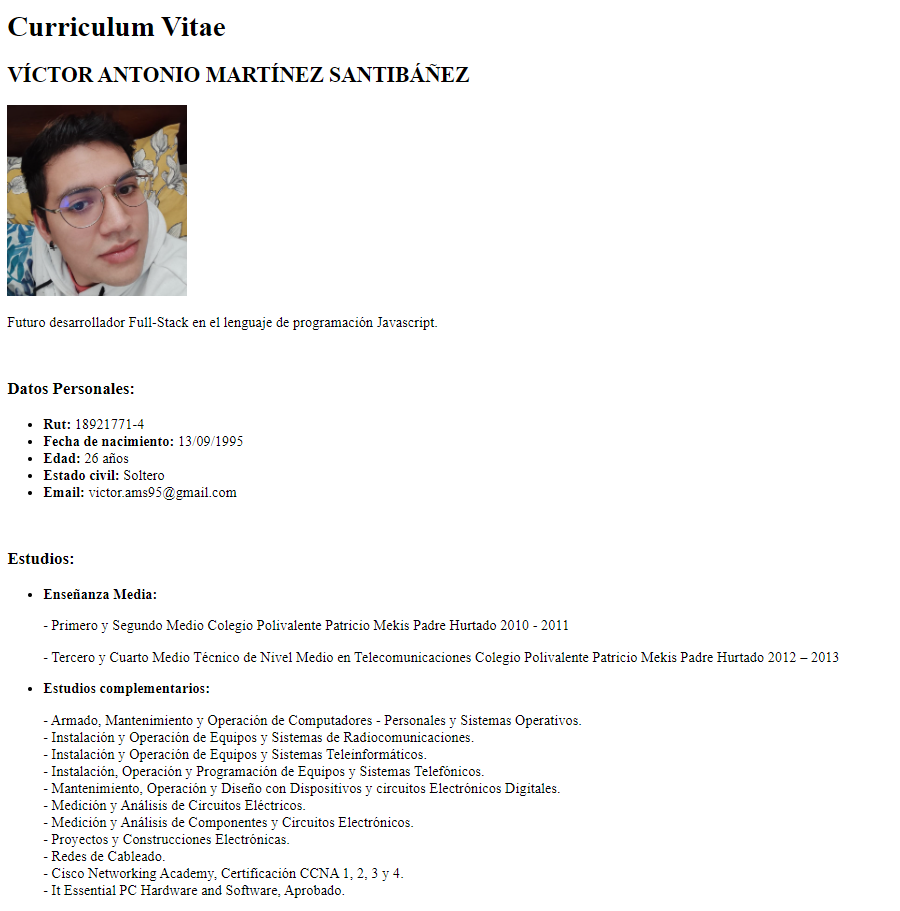 Curriculum Vitae
VÍCTOR ANTONIO MARTÍNEZ SANTIBÁÑEZ
Futuro desarrollador Full-Stack en el lenguaje de programación Javascript.
Datos Personales:
• Rut: 18921771-4
• Fecha de nacimiento: 13/09/1995
• Edad: 26 años
• Estado civil: Soltero
• Email: victor.ams95@gmail.com
Estudios:
• Enseñanza Media:
- Primero y Segundo Medio Colegio Polivalente Patricio Mekis Padre Hurtado 2010 - 2011
- Tercero y Cuarto Medio Técnico de Nivel Medio en Telecomunicaciones Colegio Polivalente Patricio Mekis Padre Hurtado 2012 – 2013
• Estudios complementarios:
- Armado, Mantenimiento y Operación de Computadores - Personales y Sistemas Operativos.
- Instalación y Operación de Equipos y Sistemas de Radiocomunicaciones.
- Instalación y Operación de Equipos y Sistemas Teleinformáticos.
- Instalación, Operación y Programación de Equipos y Sistemas Telefónicos.
- Mantenimiento, Operación y Diseño con Dispositivos y circuitos Electrónicos Digitales.
- Medición y Análisis de Circuitos Eléctricos.
- Medición y Análisis de Componentes y Circuitos Electrónicos.
- Proyectos y Construcciones Electrónicas.
- Redes de Cableado.
- Cisco Networking Academy, Certificación CCNA 1, 2, 3 y 4.
- It Essential PC Hardware and Software, Aprobado.